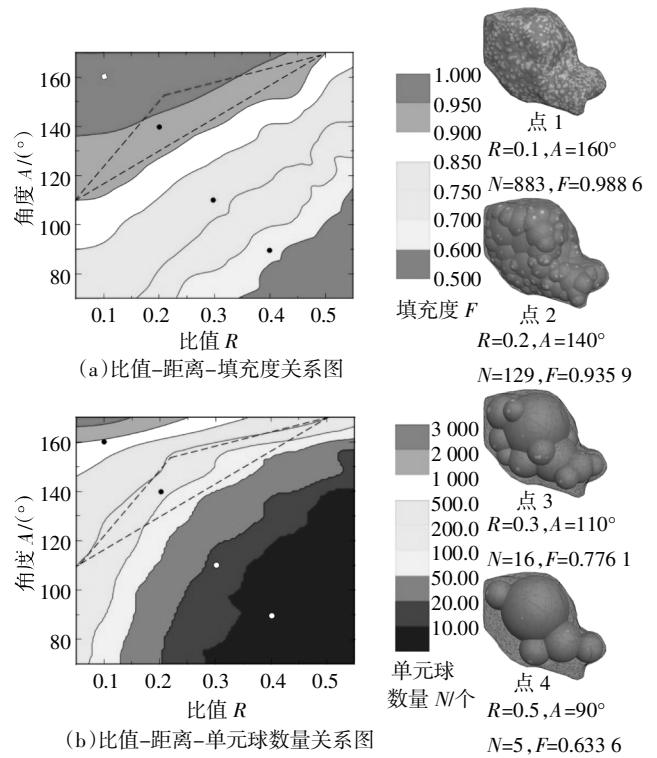 角度 A/(°)
160
140
120
100
80
0.1 0.2 0.3 0.4 0.5
比值 R
(a)比值-距离-填充度关系图
1.000
0.950
0.900
0.850
0.750
0.700
0.600
0.500
填充度 F
点 1
R=0.1,A=160°
N=883,F=0.988 6
点 2
R=0.2,A=140°
N=129,F=0.935 9
角度 A/(°)
160
140
120
100
80
0.1 0.2 0.3 0.4 0.5
比值 R
(b)比值-距离-单元球数量关系图
3 000
2 000
1 000
500.0
200.0
100.0
50.00
20.00
10.00
单元球
数量 N/个
点 3
R=0.3,A=110°
N=16,F=0.776 1
点 4
R=0.5,A=90°
N=5,F=0.633 6